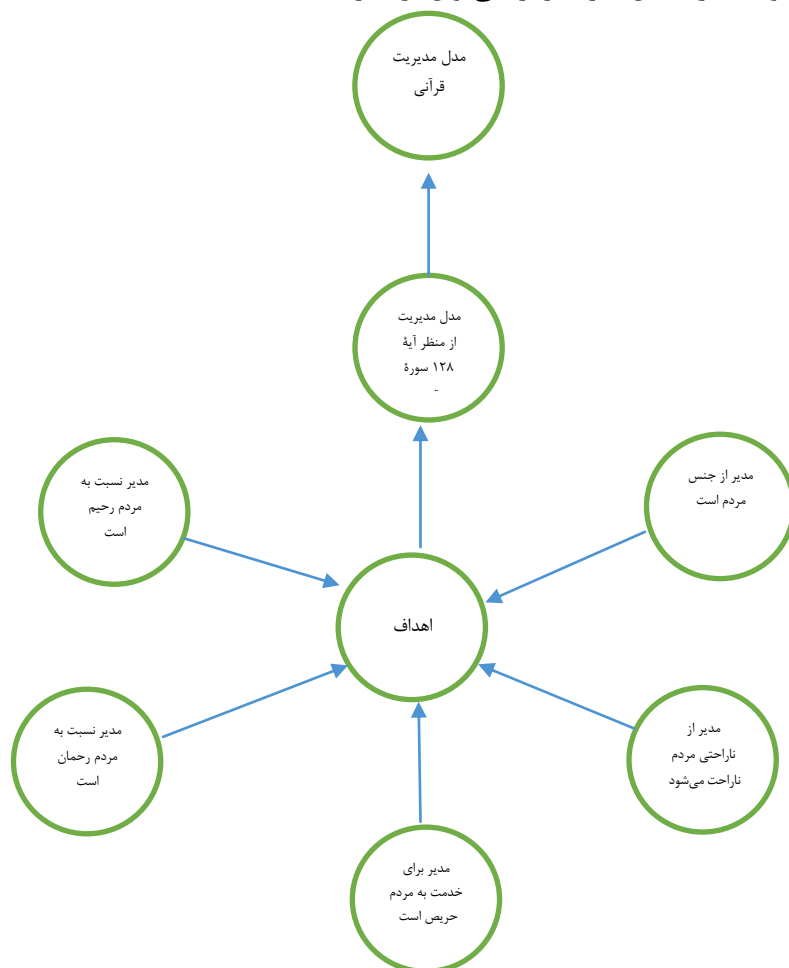 مدل مدیریت
قرآنی
مدل مدیریت
از منظر آیۀ
۱۲۸ سورۀ
مدیر نسبت به
مردم رحیم
است
مدیر از جنس
مردم است
اهداف
مدیر نسبت به
مردم رحمان
است
مدیر از
ناراحتی مردم
ناراحت می‌شود
مدیر برای
خدمت به مردم
حریص است